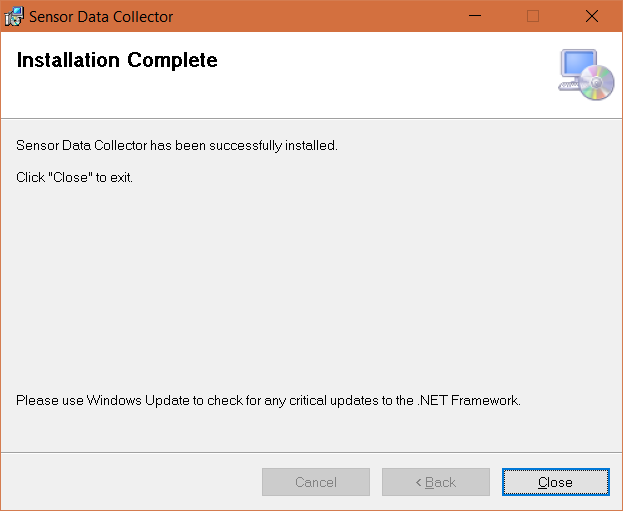 Sensor Data Collector
Installation Complete
Sensor Data Collector has been successfully installed.
Click "Close" to exit.
Please use Windows Update to check for any critical updates to the .NET Framework.
Cancel
< Back
Close